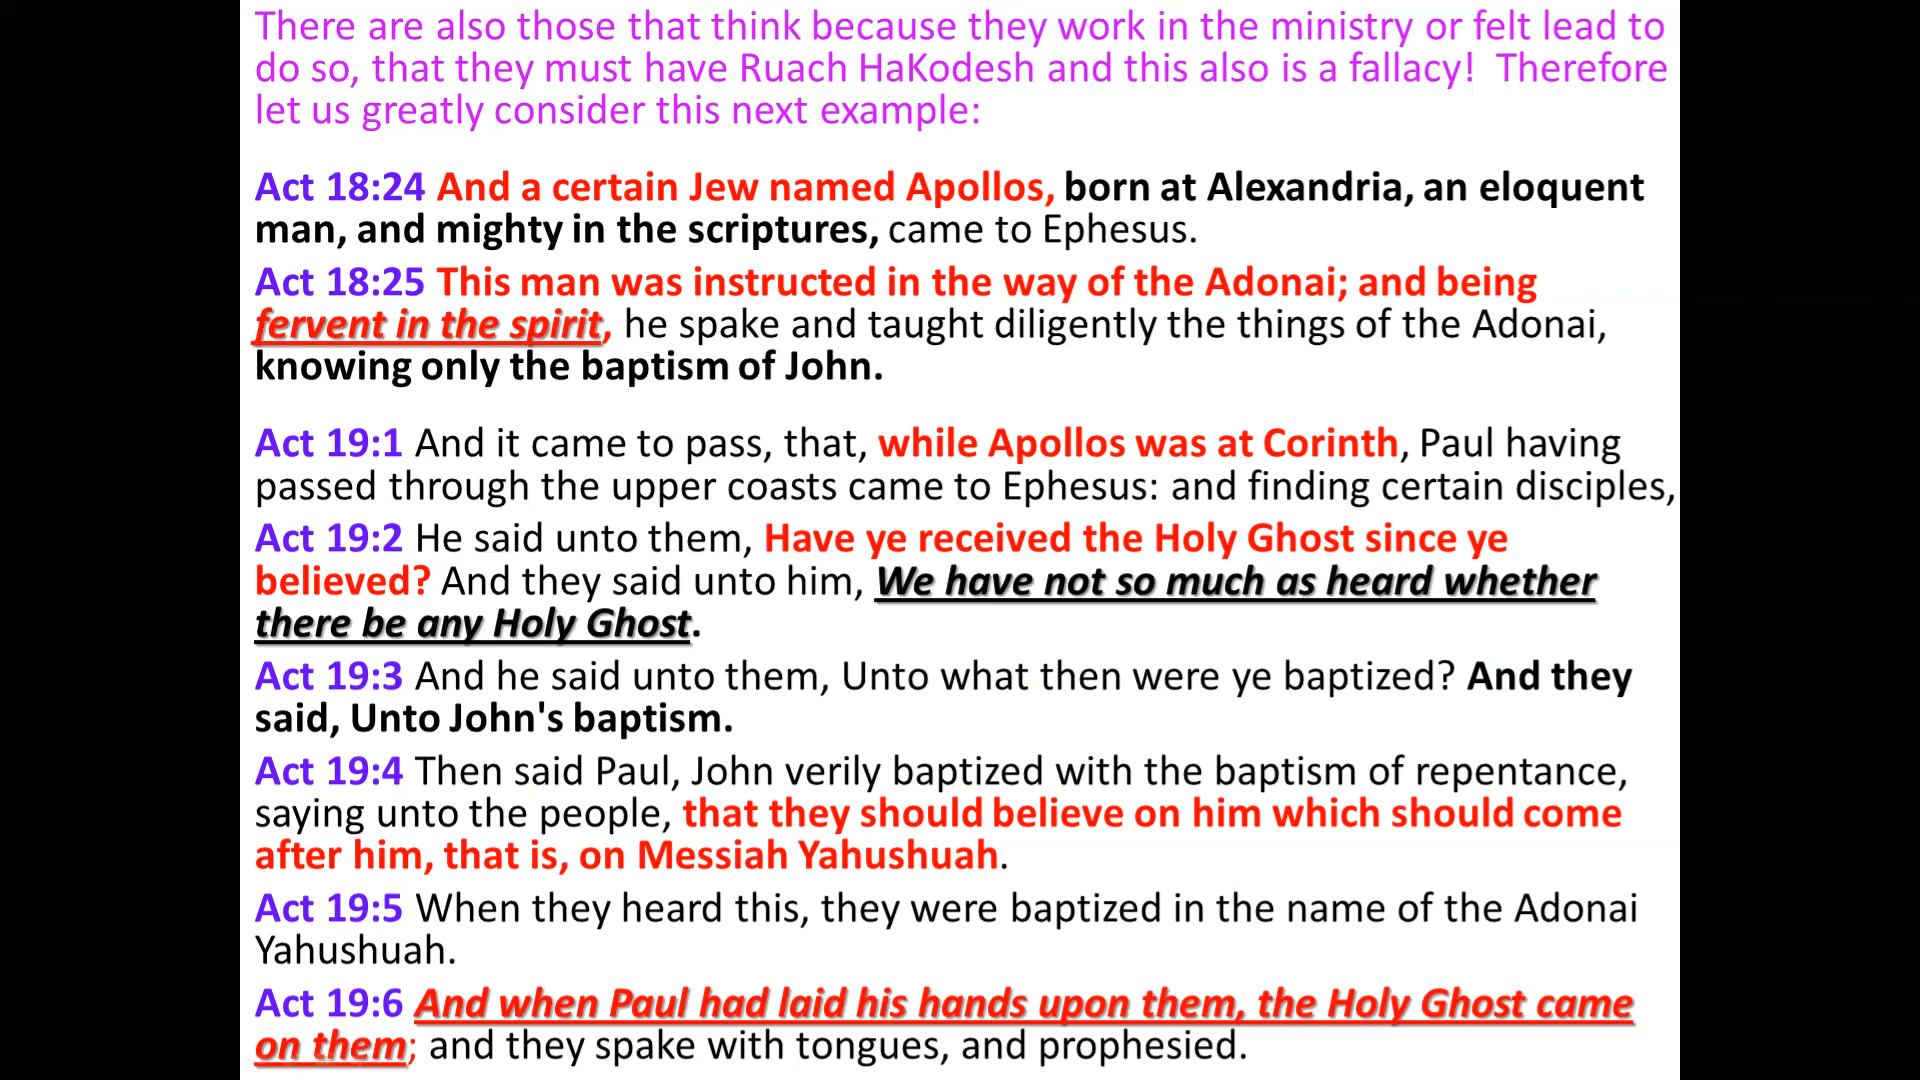 There are also those that think because they work in the ministry or felt lead to
do so, that they must have Ruach HaKodesh and this also is a fallacy!  Therefore
let us greatly consider this next example:
Act 18:24 And a certain Jew named Apollos, born at Alexandria, an eloquent
man, and mighty in the scriptures, came to Ephesus.
Act 18:25 This man was instructed in the way of the Adonai; and being
fervent in the spirit, he spake and taught diligently the things of the Adonai,
knowing only the baptism of John.
Act 19:1 And it came to pass, that, while Apollos was at Corinth, Paul having
passed through the upper coasts came to Ephesus: and finding certain disciples,
Act 19:2 He said unto them, Have ye received the Holy Ghost since ye
believed? And they said unto him, We have not so much as heard whether
there be any Holy Ghost.
Act 19:3 And he said unto them, Unto what then were ye baptized? And they
said, Unto John's baptism.
Act 19:4 Then said Paul, John verily baptized with the baptism of repentance,
saying unto the people, that they should believe on him which should come
after him, that is, on Messiah Yahushuah.
Act 19:5 When they heard this, they were baptized in the name of the Adonai
Yahushuah.
Act 19:6 And when Paul had laid his hands upon them, the Holy Ghost came
on them; and they spake with tongues, and prophesied.